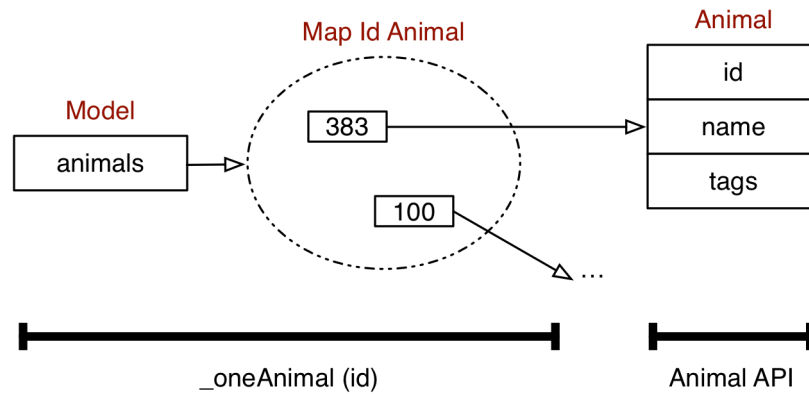 Map Id Animal
Animal
Model
animals
383
100
...
id
name
tags
_oneAnimal (id)
Animal API